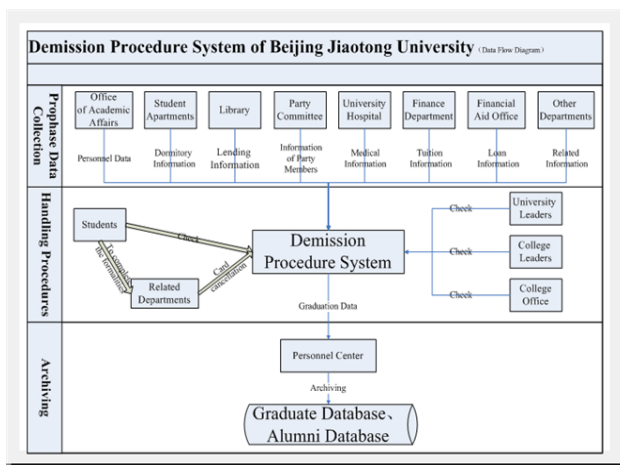 Demission Procedure System of Beijing Jiaotong University (Data Flow Diagram)
Prophase Data
Collection
Office
of Academic
Affairs
Student
Apartments
Library
Party
Committee
University
Hospital
Finance
Department
Financial
Aid Office
Other
Departments
Personnel Data
Dormitory
Information
Lending
Information
Information
of Party
Members
Medical
Information
Tuition
Information
Loan
Information
Related
Information
Handling Procedures
Students
Check
To complete
the formalities
Related
Departments
Card
cancellation
Demission
Procedure System
Check
University
Leaders
Check
College
Leaders
Check
College
Office
Graduation Data
Archiving
Personnel Center
Archiving
Graduate Database、
Alumni Database